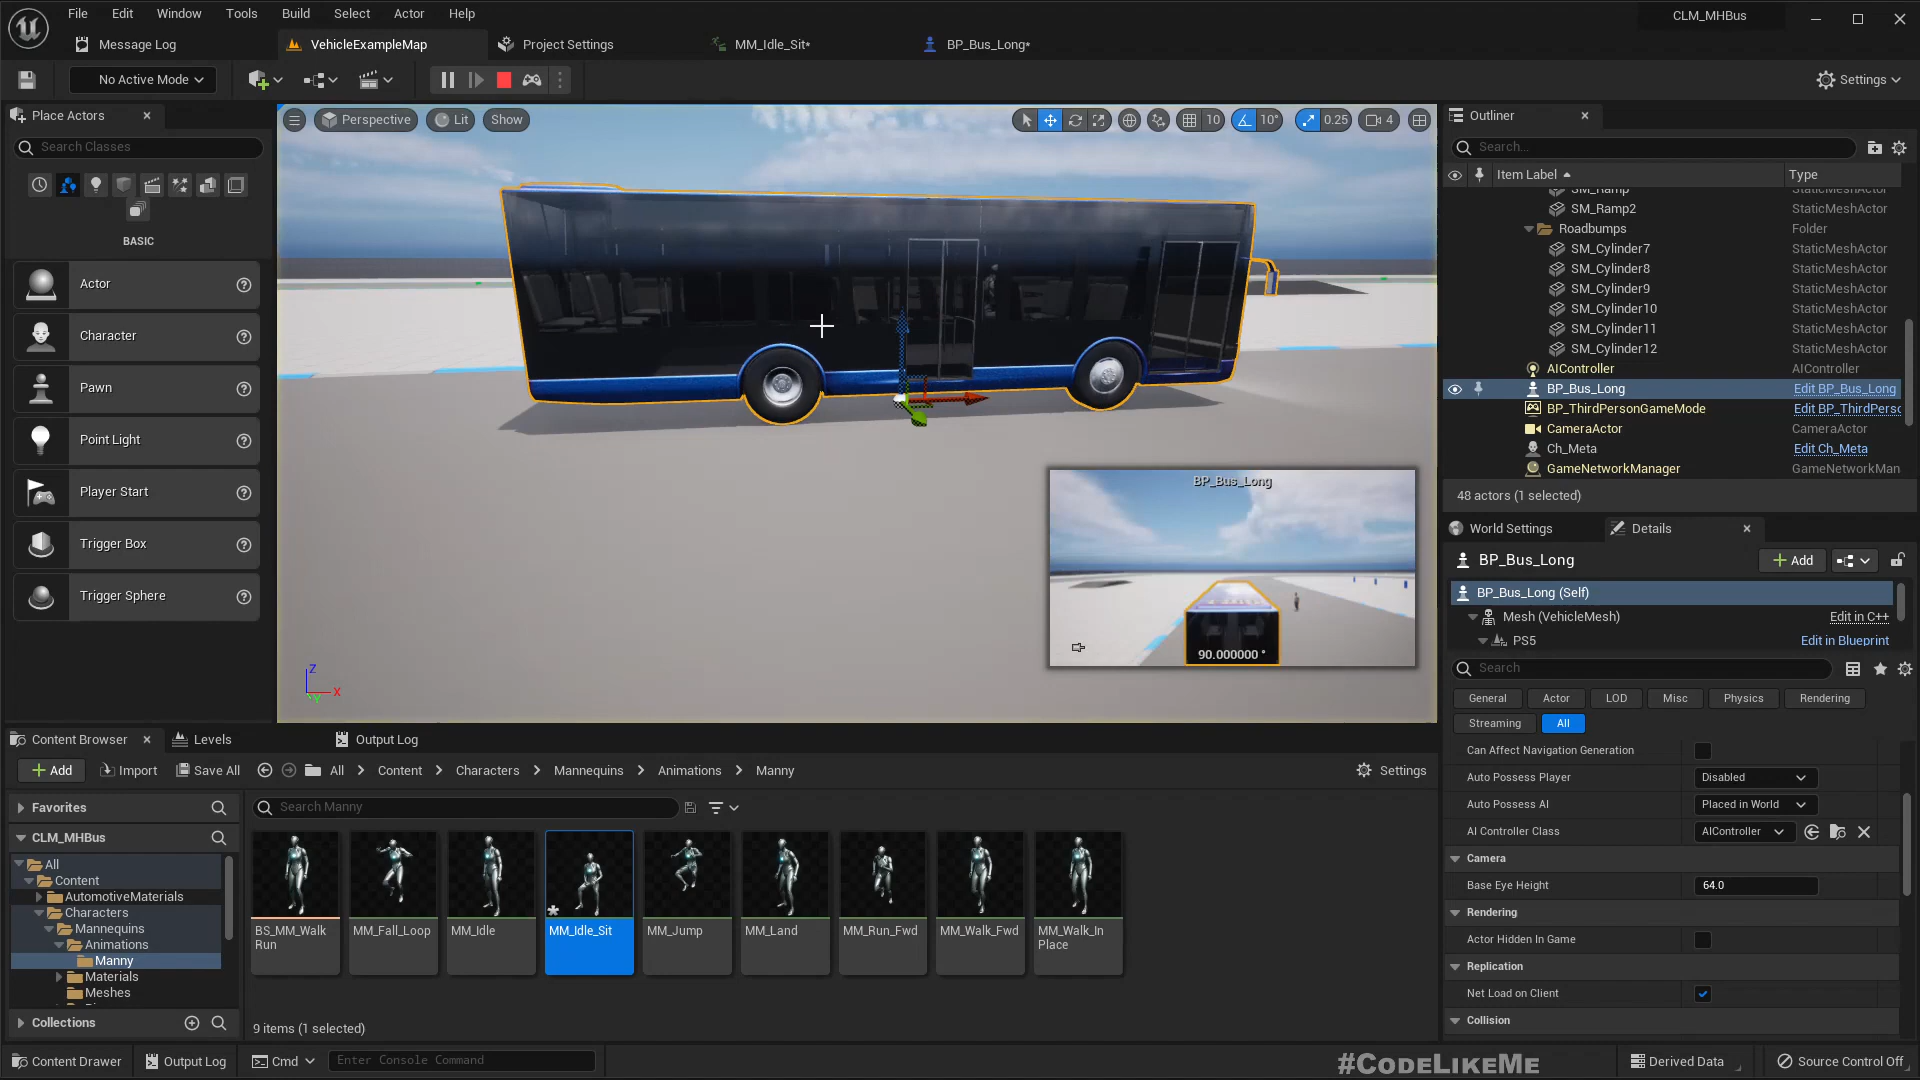 File Edit Window Tools Build Select Actor Help
CLM_MHBus
Message Log
VehicleExampleMap
Project Settings
MM_Idle_Sit*
BP_Bus_Long*
No Active Mode
Settings
Place Actors
Search Classes
BASIC
Actor
Character
Pawn
Point Light
Player Start
Trigger Box
Trigger Sphere
Perspective
Lit
Show
10
10°
0.25
4
BP_Bus_Long
90.000000 °
Z
X
Y
Outliner
Search...
Item Label
Type
SM_Ramp StaticMeshActor
SM_Ramp2 StaticMeshActor
Roadbumps Folder
SM_Cylinder7 StaticMeshActor
SM_Cylinder8 StaticMeshActor
SM_Cylinder9 StaticMeshActor
SM_Cylinder10 StaticMeshActor
SM_Cylinder11 StaticMeshActor
SM_Cylinder12 StaticMeshActor
AIController AIController
BP_Bus_Long Edit BP_Bus_Long
BP_ThirdPersonGameMode Edit BP_ThirdPerso
CameraActor CameraActor
Ch_Meta Edit Ch_Meta
GameNetworkManager GameNetworkMan
48 actors (1 selected)
World Settings
Details
BP_Bus_Long
Add
BP_Bus_Long (Self)
Mesh (VehicleMesh) Edit in C++
PS5 Edit in Blueprint
Search
General Actor LOD Misc Physics Rendering
Streaming All
Can Affect Navigation Generation
Auto Possess Player Disabled
Auto Possess AI Placed in World
AI Controller Class AIController
Camera
Base Eye Height 64.0
Rendering
Actor Hidden In Game
Replication
Net Load on Client
Collision
Content Browser
Levels
Output Log
Add
Import
Save All
All > Content > Characters > Mannequins > Animations > Manny
Settings
Favorites
CLM_MHBus
All
Content
AutomotiveMaterials
Characters
Mannequins
Animations
Manny
Materials
Meshes
Collections
Search Manny
BS_MM_Walk
Run
MM_Fall_Loop
MM_Idle
MM_Idle_Sit
MM_Jump
MM_Land
MM_Run_Fwd
MM_Walk_Fwd
MM_Walk_In
Place
9 items (1 selected)
Content Drawer
Output Log
Cmd
Enter Console Command
#CodeLikeMe
Derived Data
Source Control Off